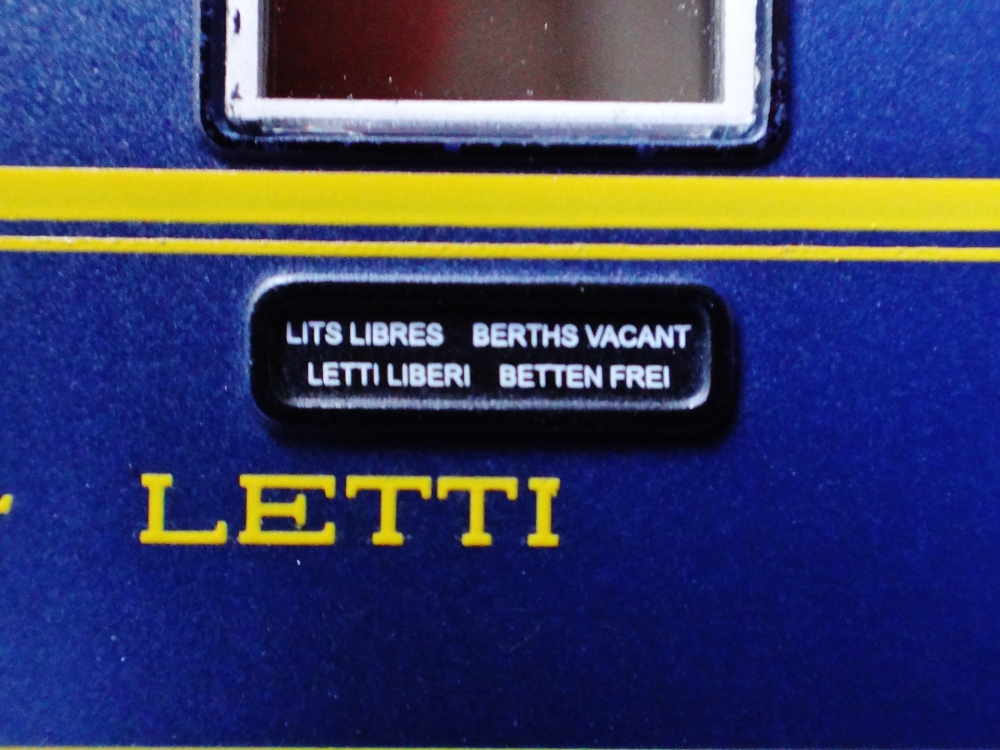 LITS LIBRES BERTHS VACANT
LETTI LIBERI BETTEN FREI
LETTI